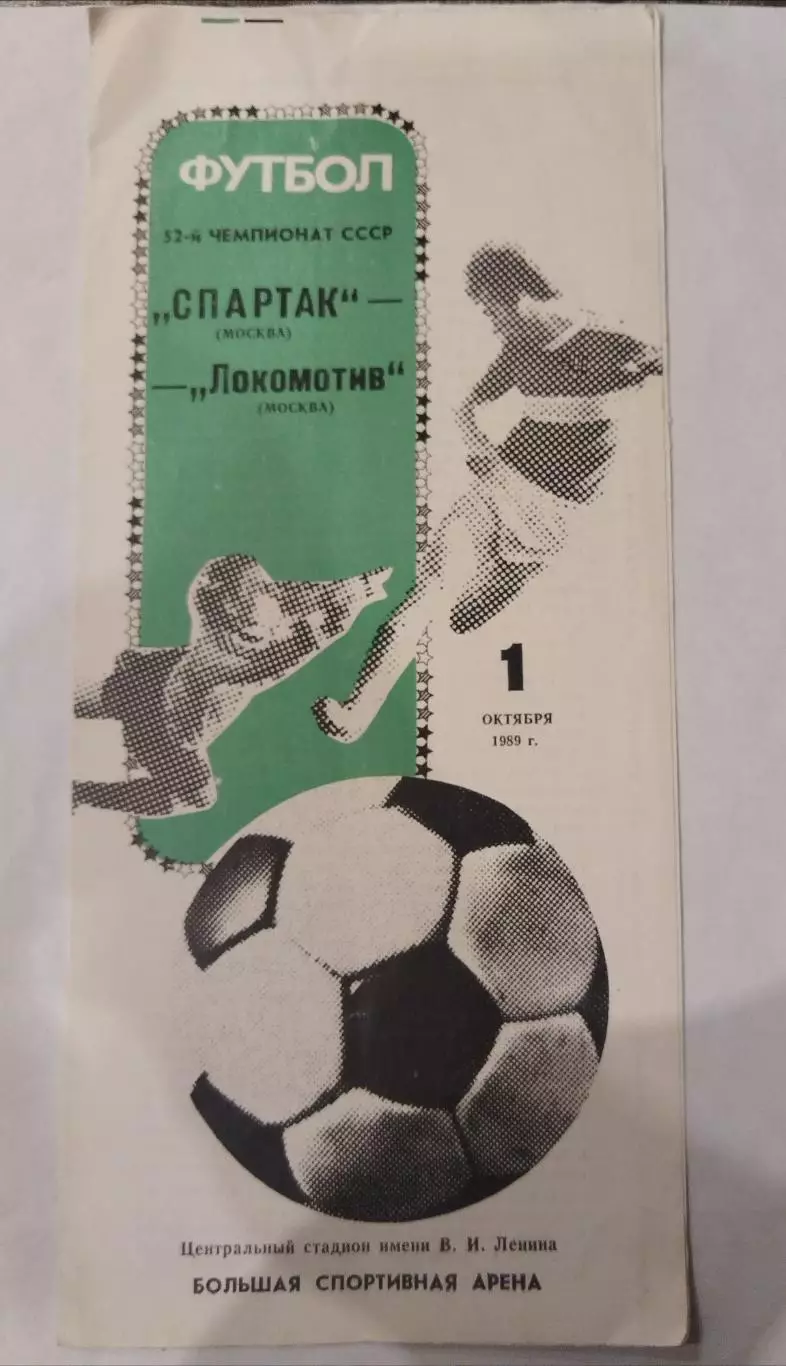 ФУТБОЛ
52-й ЧЕМПИОНАТ СССР
„СПАРТАК“ —
(МОСКВА)
— „ЛОКОМОТИВ“
(МОСКВА)
1
ОКТЯБРЯ
1989 г.
Центральный стадион имени В. И. Ленина
БОЛЬШАЯ СПОРТИВНАЯ АРЕНА